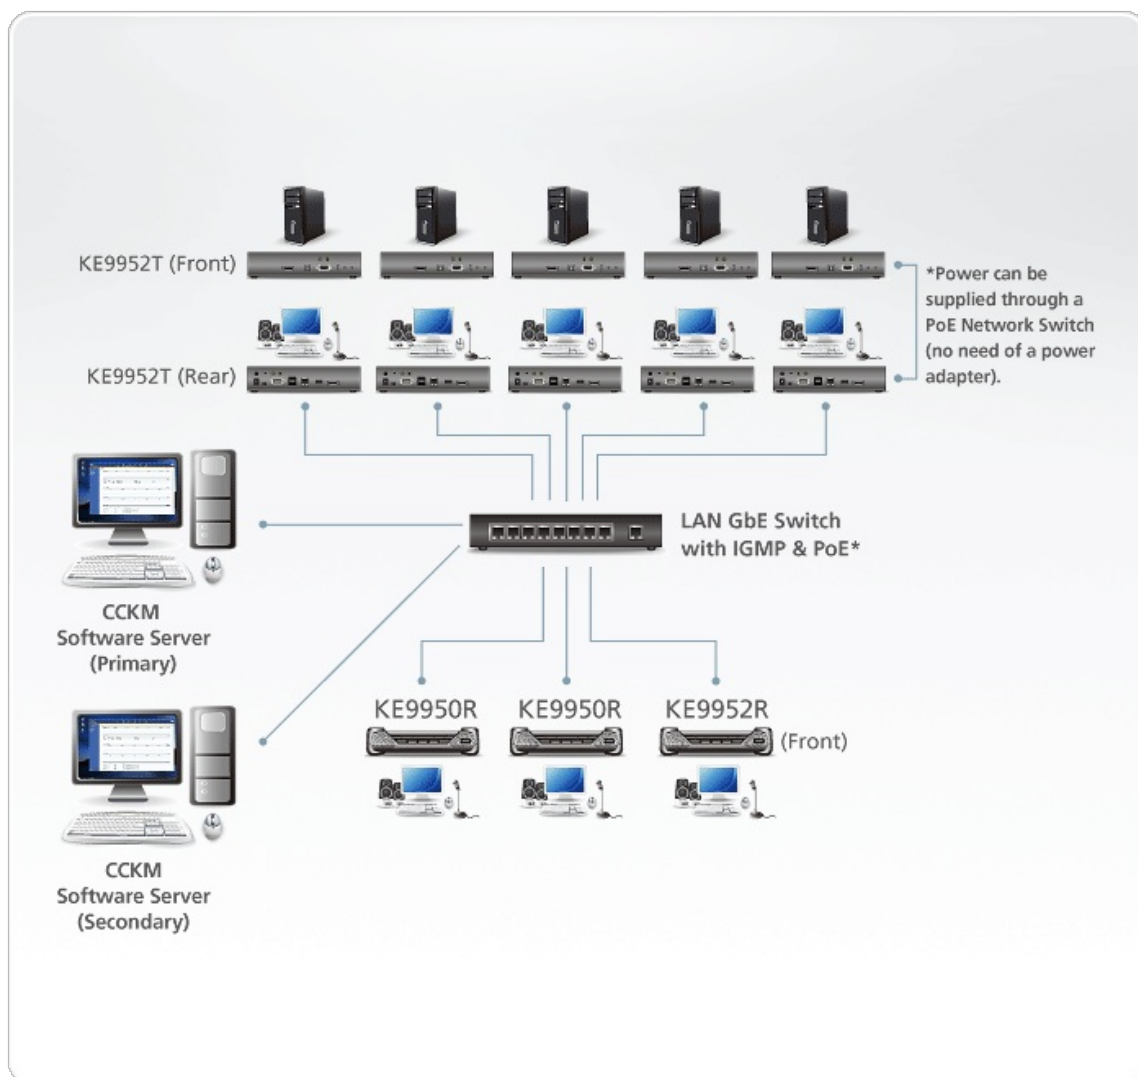 KE9952T (Front)
*Power can be
supplied through a
PoE Network Switch
(no need of a power
adapter).
KE9952T (Rear)
LAN GbE Switch
with IGMP & PoE*
CCKM
Software Server
(Primary)
KE9950R
KE9950R
KE9952R
(Front)
CCKM
Software Server
(Secondary)